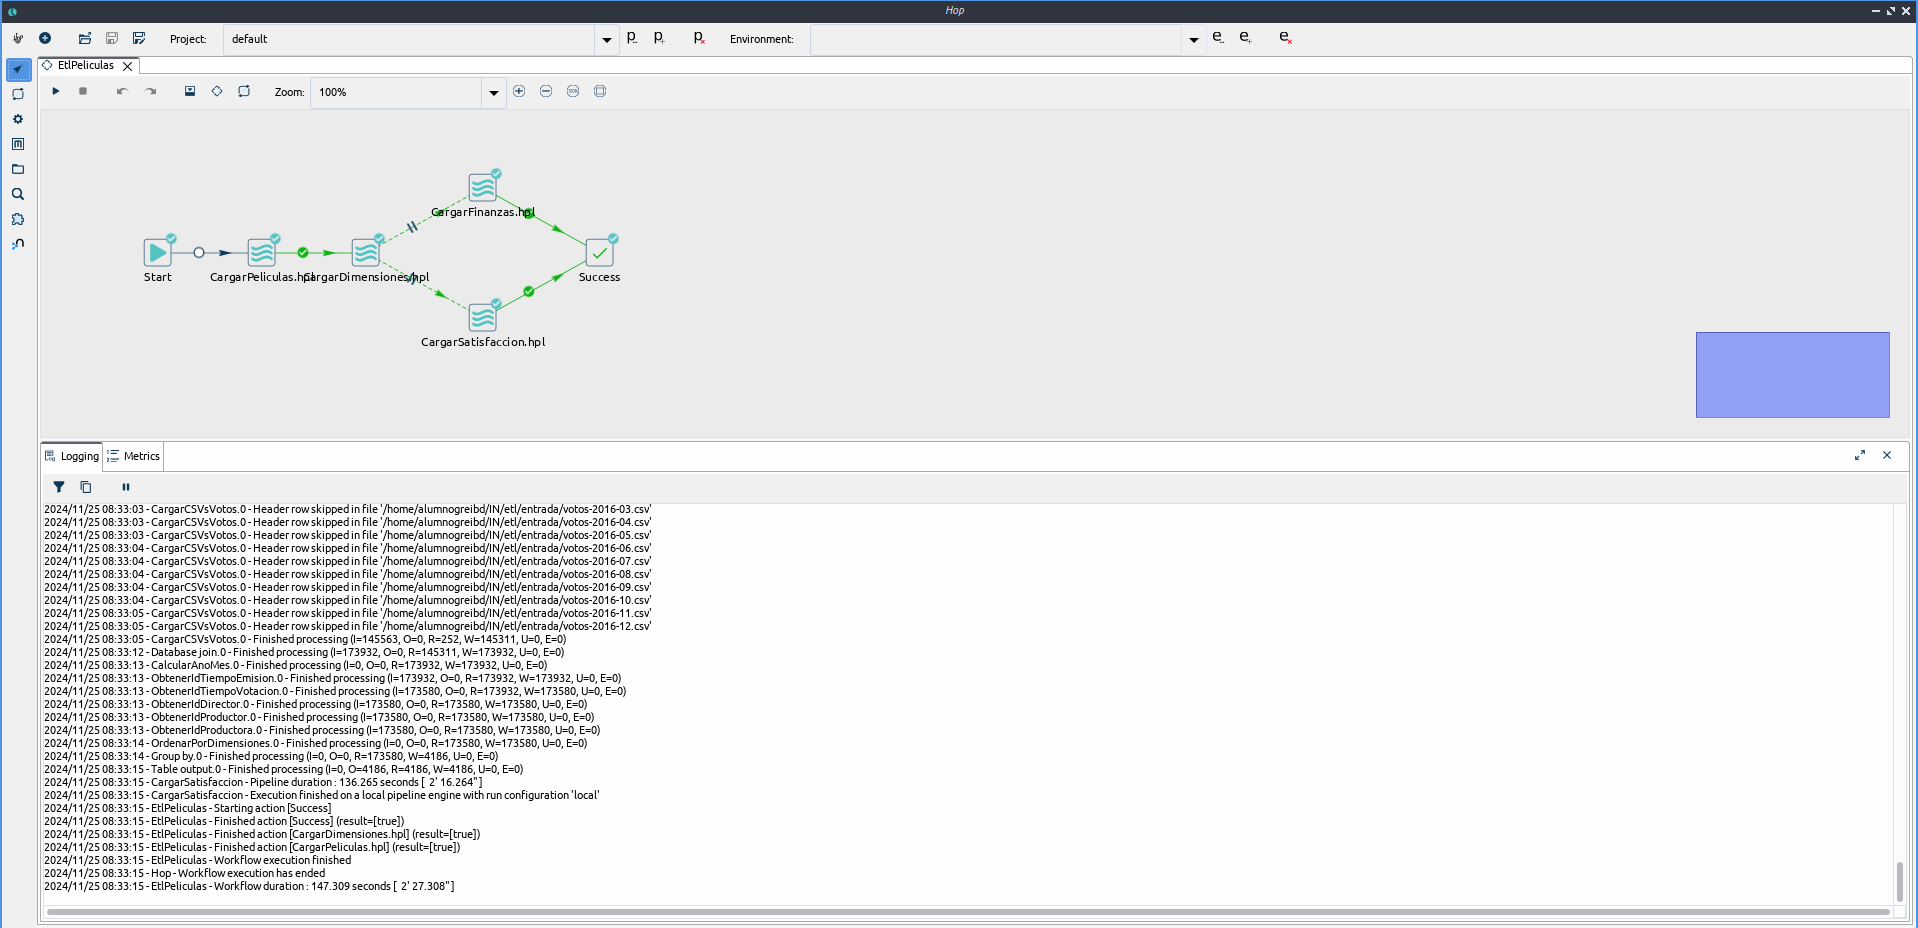 Hop
Project: default Environment:
EtlPeliculas
Zoom: 100%
CargarFinanzas.hpl
Start
CargarPeliculas.hpl
CargarDimensiones.hpl
Success
CargarSatisfaccion.hpl
Logging Metrics
2024/11/25 08:33:03 - CargarCSVsVotos.0 - Header row skipped in file '/home/alumnogreibd/IN/etl/entrada/votos-2016-03.csv'
2024/11/25 08:33:03 - CargarCSVsVotos.0 - Header row skipped in file '/home/alumnogreibd/IN/etl/entrada/votos-2016-04.csv'
2024/11/25 08:33:03 - CargarCSVsVotos.0 - Header row skipped in file '/home/alumnogreibd/IN/etl/entrada/votos-2016-05.csv'
2024/11/25 08:33:04 - CargarCSVsVotos.0 - Header row skipped in file '/home/alumnogreibd/IN/etl/entrada/votos-2016-06.csv'
2024/11/25 08:33:04 - CargarCSVsVotos.0 - Header row skipped in file '/home/alumnogreibd/IN/etl/entrada/votos-2016-07.csv'
2024/11/25 08:33:04 - CargarCSVsVotos.0 - Header row skipped in file '/home/alumnogreibd/IN/etl/entrada/votos-2016-08.csv'
2024/11/25 08:33:04 - CargarCSVsVotos.0 - Header row skipped in file '/home/alumnogreibd/IN/etl/entrada/votos-2016-09.csv'
2024/11/25 08:33:04 - CargarCSVsVotos.0 - Header row skipped in file '/home/alumnogreibd/IN/etl/entrada/votos-2016-10.csv'
2024/11/25 08:33:05 - CargarCSVsVotos.0 - Header row skipped in file '/home/alumnogreibd/IN/etl/entrada/votos-2016-11.csv'
2024/11/25 08:33:05 - CargarCSVsVotos.0 - Header row skipped in file '/home/alumnogreibd/IN/etl/entrada/votos-2016-12.csv'
2024/11/25 08:33:05 - CargarCSVsVotos.0 - Finished processing (I=145563, O=0, R=252, W=145311, U=0, E=0)
2024/11/25 08:33:12 - Database join.0 - Finished processing (I=173932, O=0, R=145311, W=173932, U=0, E=0)
2024/11/25 08:33:13 - CalcularAnoMes.0 - Finished processing (I=0, O=0, R=173932, W=173932, U=0, E=0)
2024/11/25 08:33:13 - ObtenerIdTiempoEmision.0 - Finished processing (I=173932, O=0, R=173932, W=173932, U=0, E=0)
2024/11/25 08:33:13 - ObtenerIdTiempoVotacion.0 - Finished processing (I=173580, O=0, R=173932, W=173580, U=0, E=0)
2024/11/25 08:33:13 - ObtenerIdDirector.0 - Finished processing (I=173580, O=0, R=173580, W=173580, U=0, E=0)
2024/11/25 08:33:13 - ObtenerIdProductor.0 - Finished processing (I=173580, O=0, R=173580, W=173580, U=0, E=0)
2024/11/25 08:33:13 - ObtenerIdProductora.0 - Finished processing (I=173580, O=0, R=173580, W=173580, U=0, E=0)
2024/11/25 08:33:14 - OrdenarPorDimensiones.0 - Finished processing (I=0, O=0, R=173580, W=173580, U=0, E=0)
2024/11/25 08:33:14 - Group by.0 - Finished processing (I=0, O=0, R=173580, W=4186, U=0, E=0)
2024/11/25 08:33:15 - Table output.0 - Finished processing (I=0, O=4186, R=4186, W=4186, U=0, E=0)
2024/11/25 08:33:15 - CargarSatisfaccion - Pipeline duration : 136.265 seconds [ 2' 16.264" ]
2024/11/25 08:33:15 - CargarSatisfaccion - Execution finished on a local pipeline engine with run configuration 'local'
2024/11/25 08:33:15 - EtlPeliculas - Starting action [Success]
2024/11/25 08:33:15 - EtlPeliculas - Finished action [Success] (result=[true])
2024/11/25 08:33:15 - EtlPeliculas - Finished action [CargarDimensiones.hpl] (result=[true])
2024/11/25 08:33:15 - EtlPeliculas - Finished action [CargarPeliculas.hpl] (result=[true])
2024/11/25 08:33:15 - EtlPeliculas - Workflow execution finished
2024/11/25 08:33:15 - Hop - Workflow execution has ended
2024/11/25 08:33:15 - EtlPeliculas - Workflow duration : 147.309 seconds [ 2' 27.308" ]